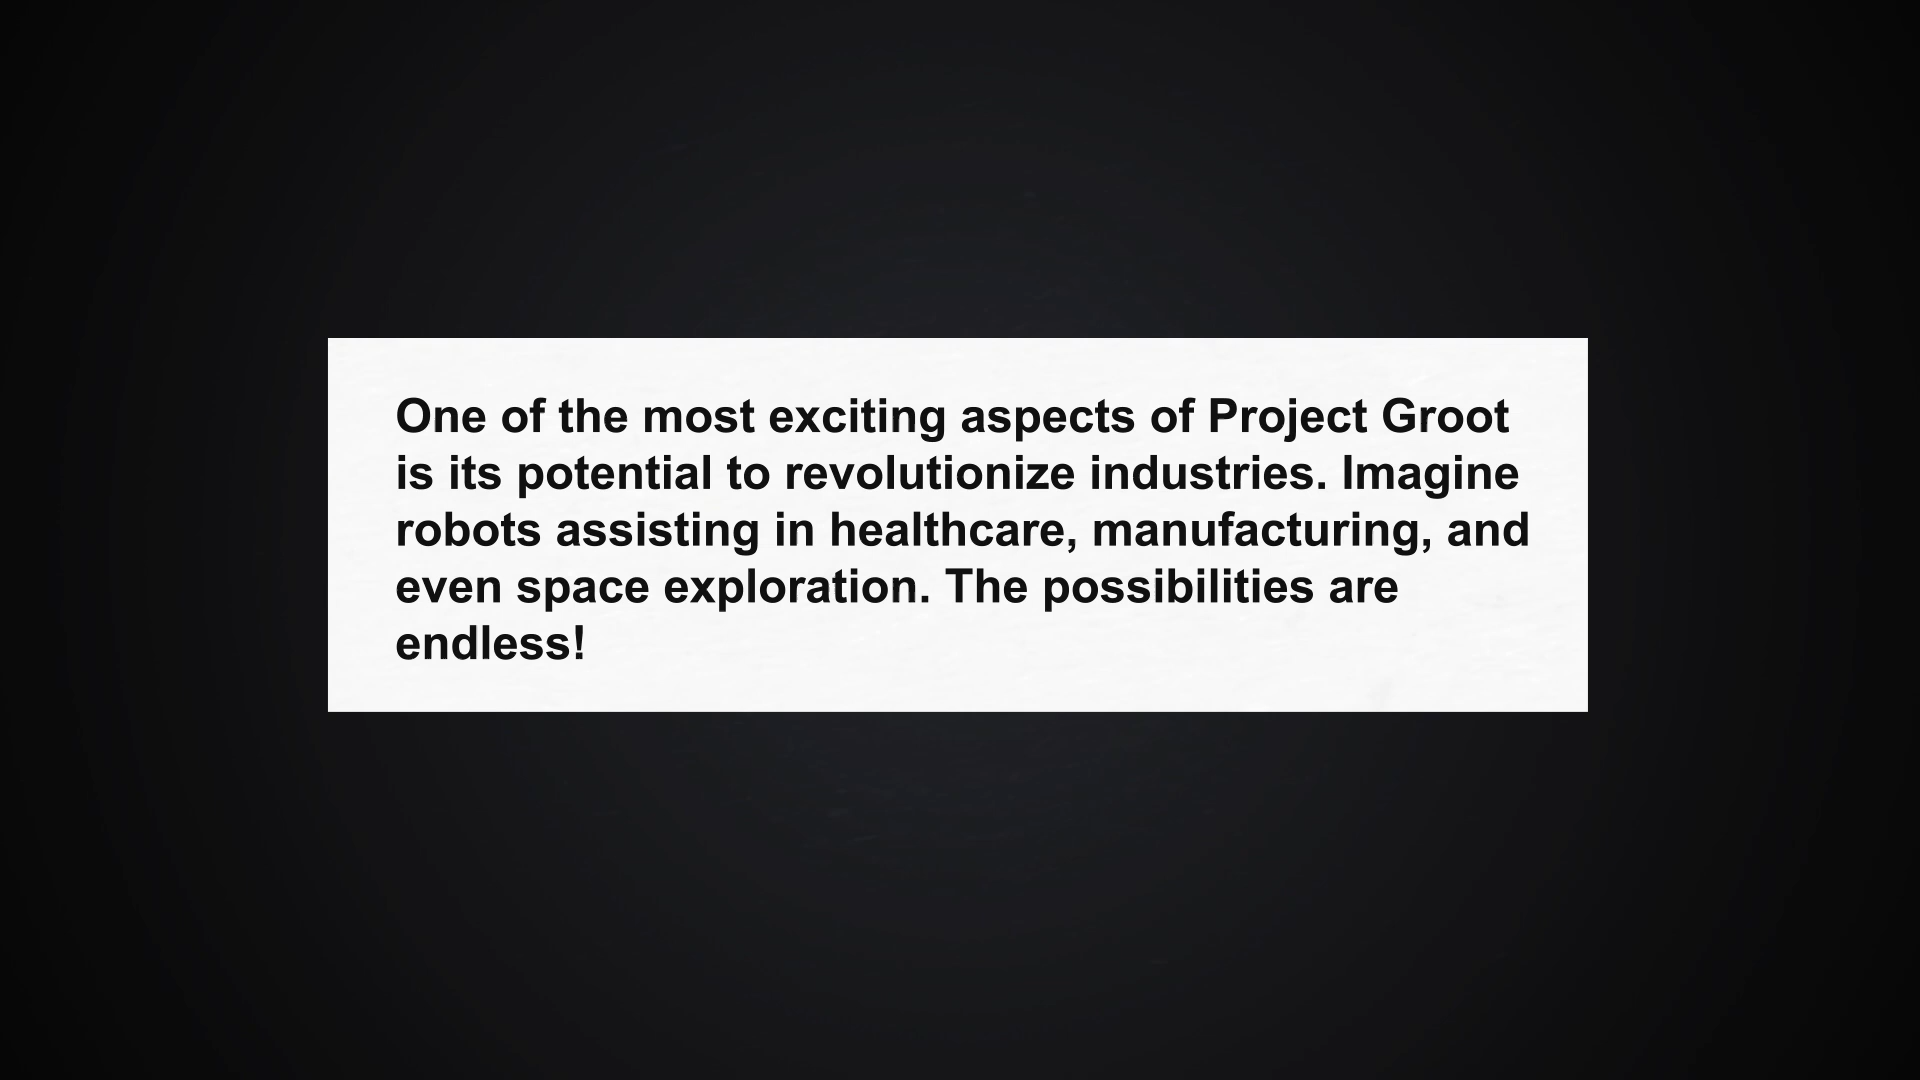 One of the most exciting aspects of Project Groot
is its potential to revolutionize industries. Imagine
robots assisting in healthcare, manufacturing, and
even space exploration. The possibilities are
endless!